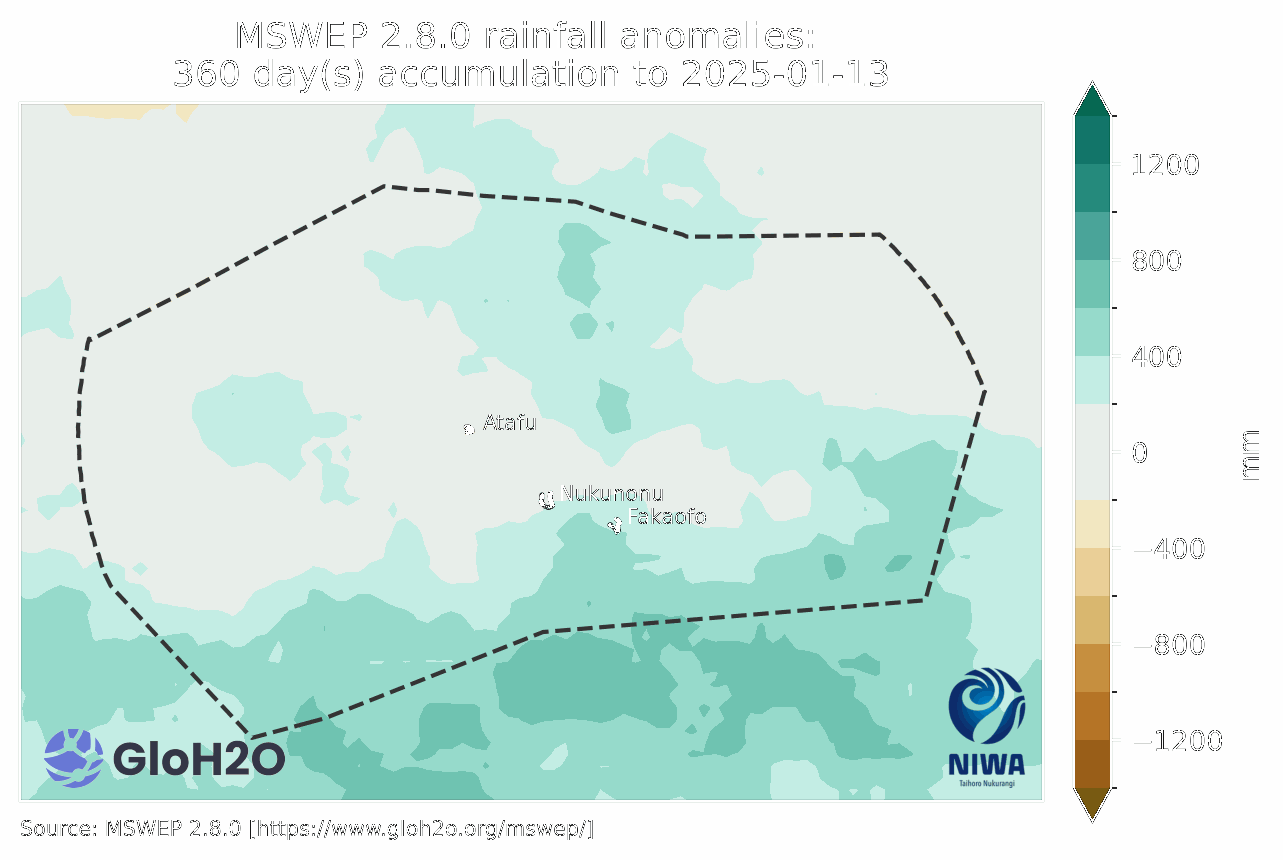 MSWEP 2.8.0 rainfall anomalies:
360 day(s) accumulation to 2025-01-13
1200
800
400
0
−400
−800
−1200
mm
Atafu
Nukunonu
Fakaofo
GloH2O
NIWA
Taihoro Nukurangi
Source: MSWEP 2.8.0 [https://www.gloh2o.org/mswep/]